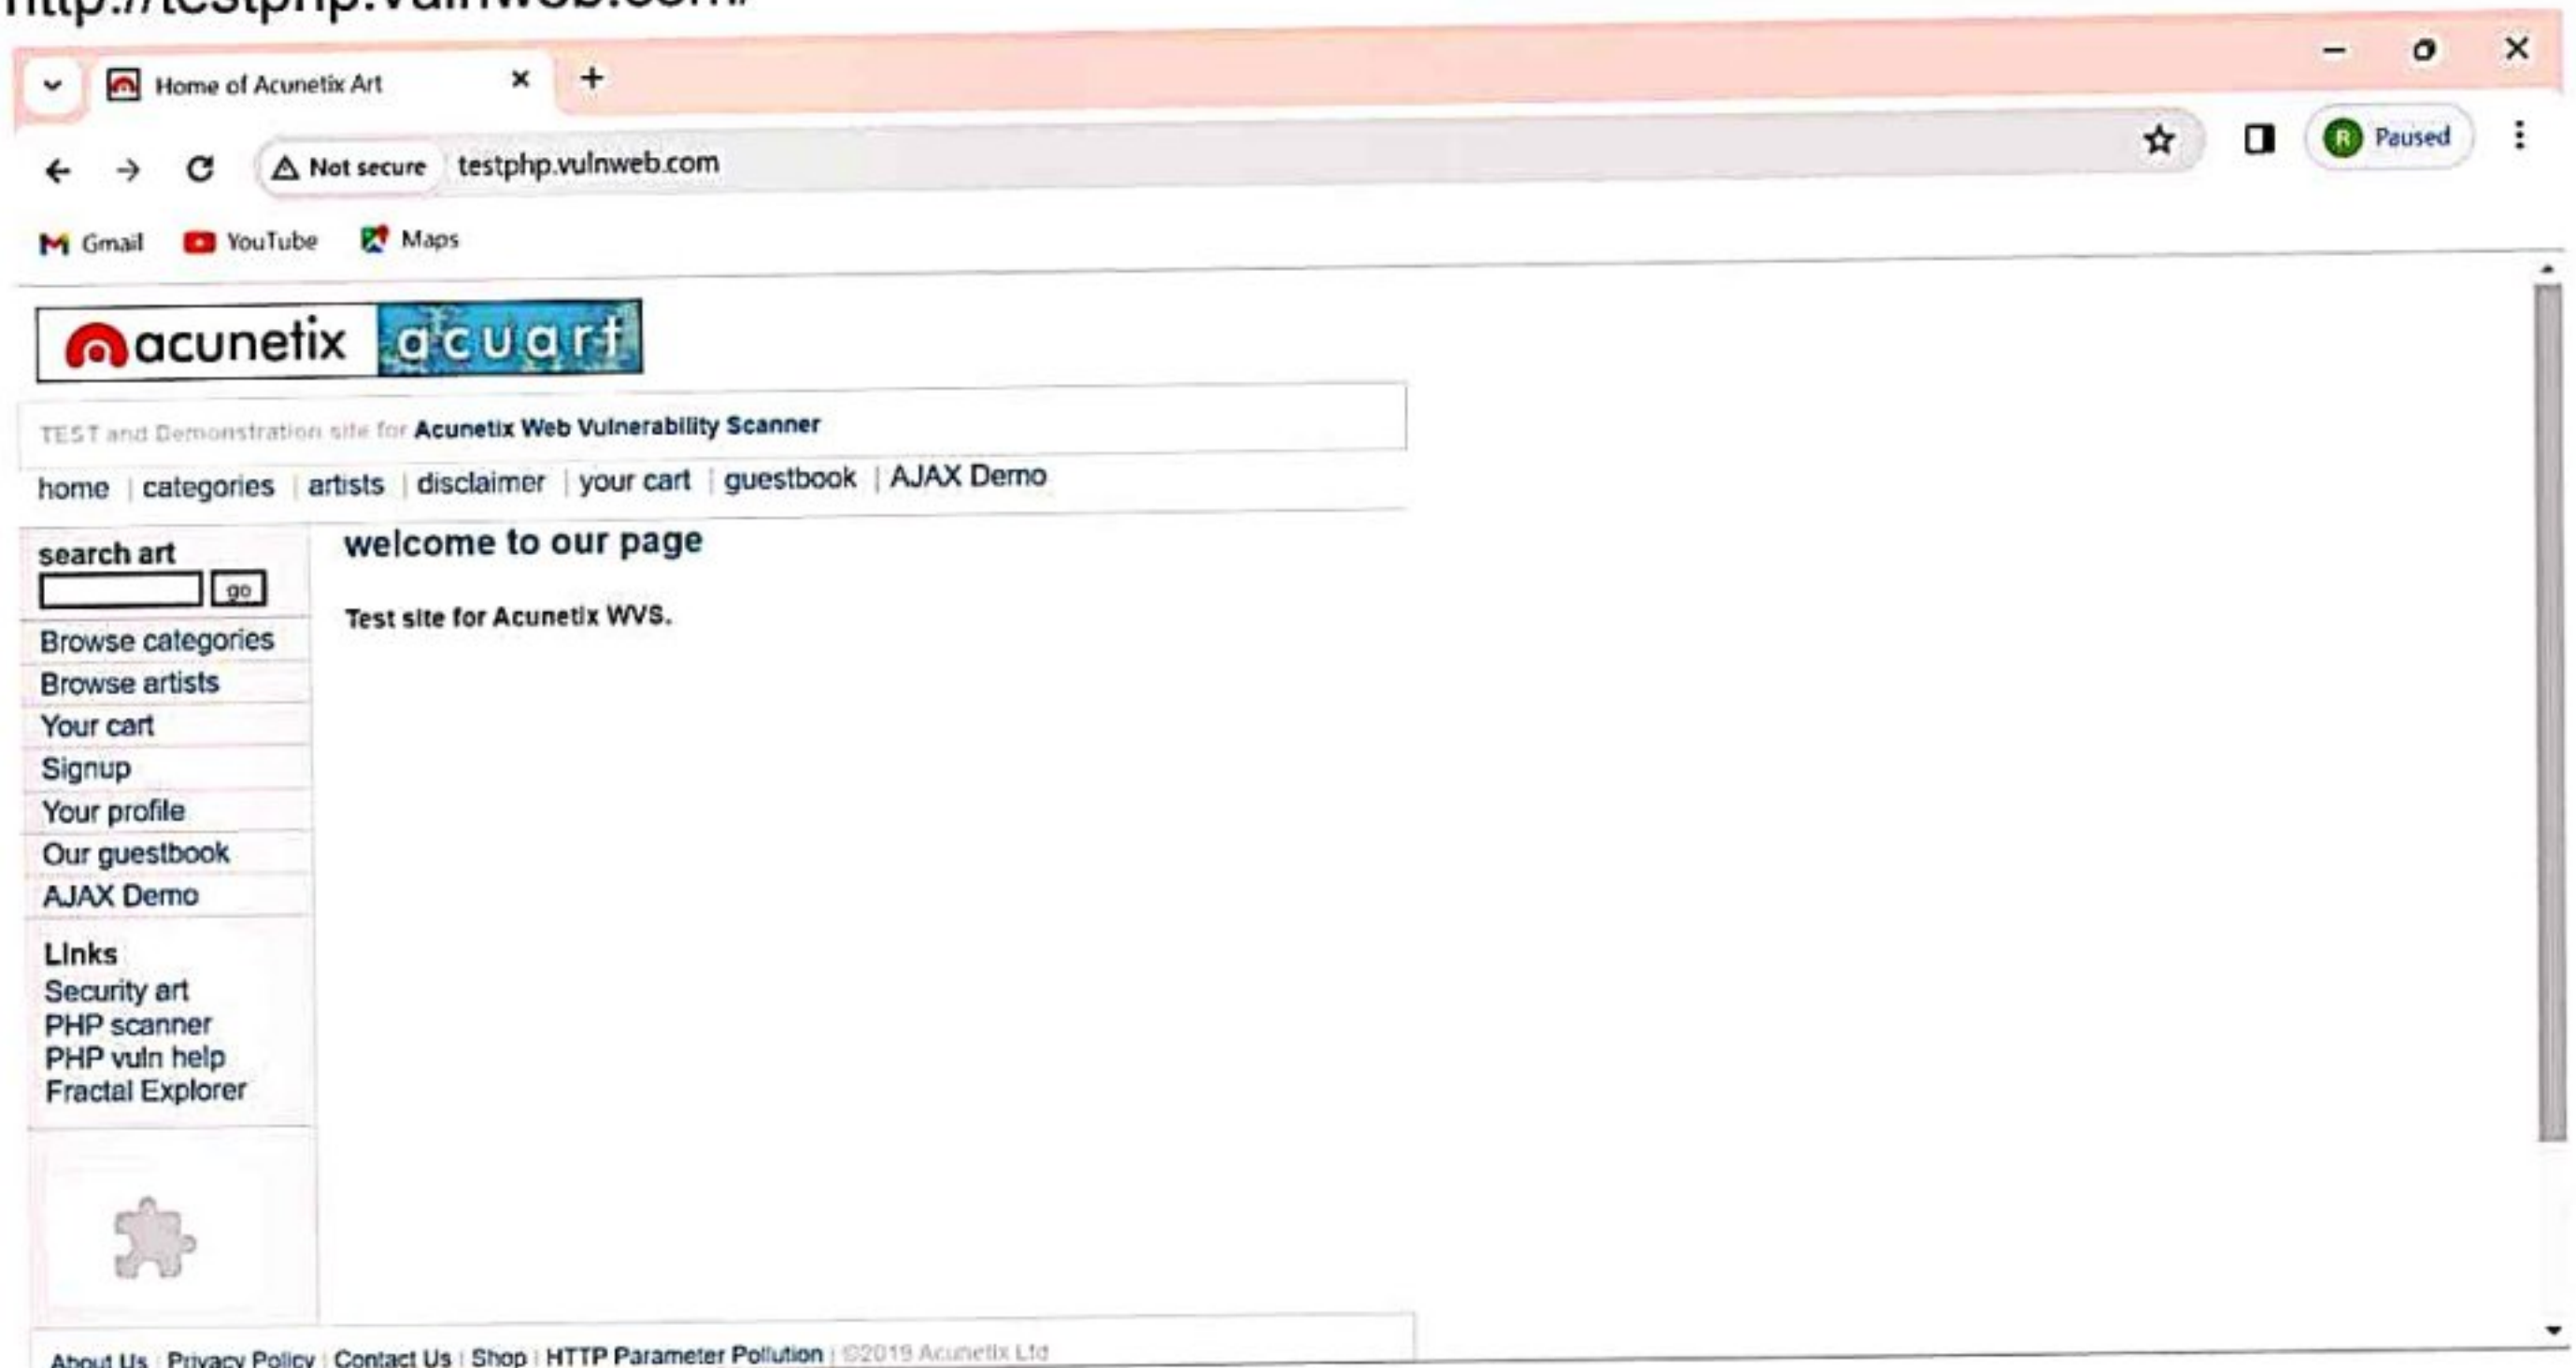 http://testphp.vulnweb.com/
Home of Acunetix Art
Not secure testphp.vulnweb.com
R Paused
Gmail YouTube Maps
acunetix acuart
TEST and Demonstration site for Acunetix Web Vulnerability Scanner
home | categories | artists | disclaimer | your cart | guestbook | AJAX Demo
search art
go
Browse categories
Browse artists
Your cart
Signup
Your profile
Our guestbook
AJAX Demo
Links
Security art
PHP scanner
PHP vuln help
Fractal Explorer
welcome to our page
Test site for Acunetix WVS.
About Us | Privacy Policy | Contact Us | Shop | HTTP Parameter Pollution | ©2019 Acunetix Ltd